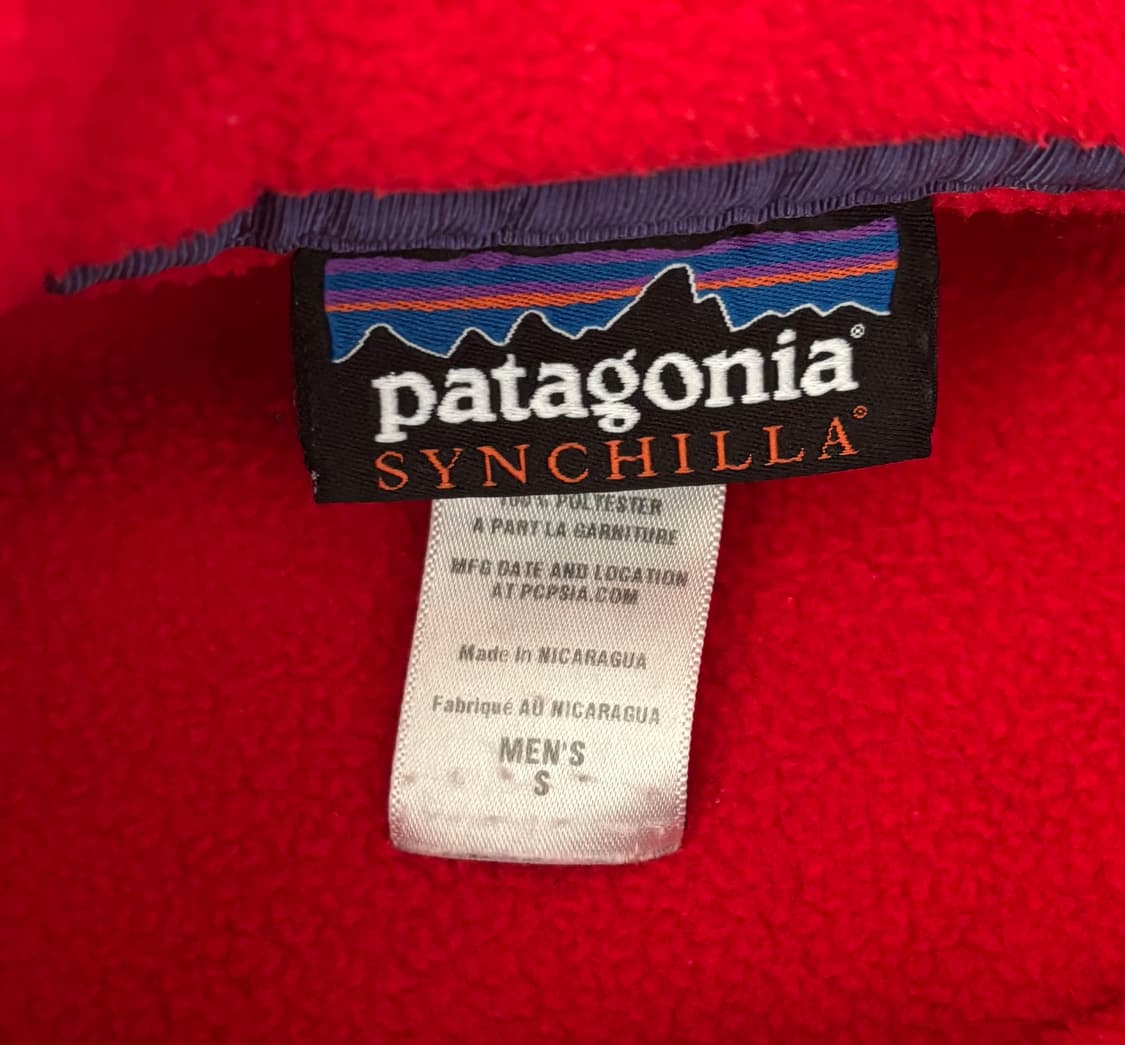 patagonia®
SYNCHILLA®
POLYESTER
A PART LA GARNITURE
MFG DATE AND LOCATION
AT PCPSIA.COM
Made in NICARAGUA
Fabriqué AU NICARAGUA
MEN'S
S